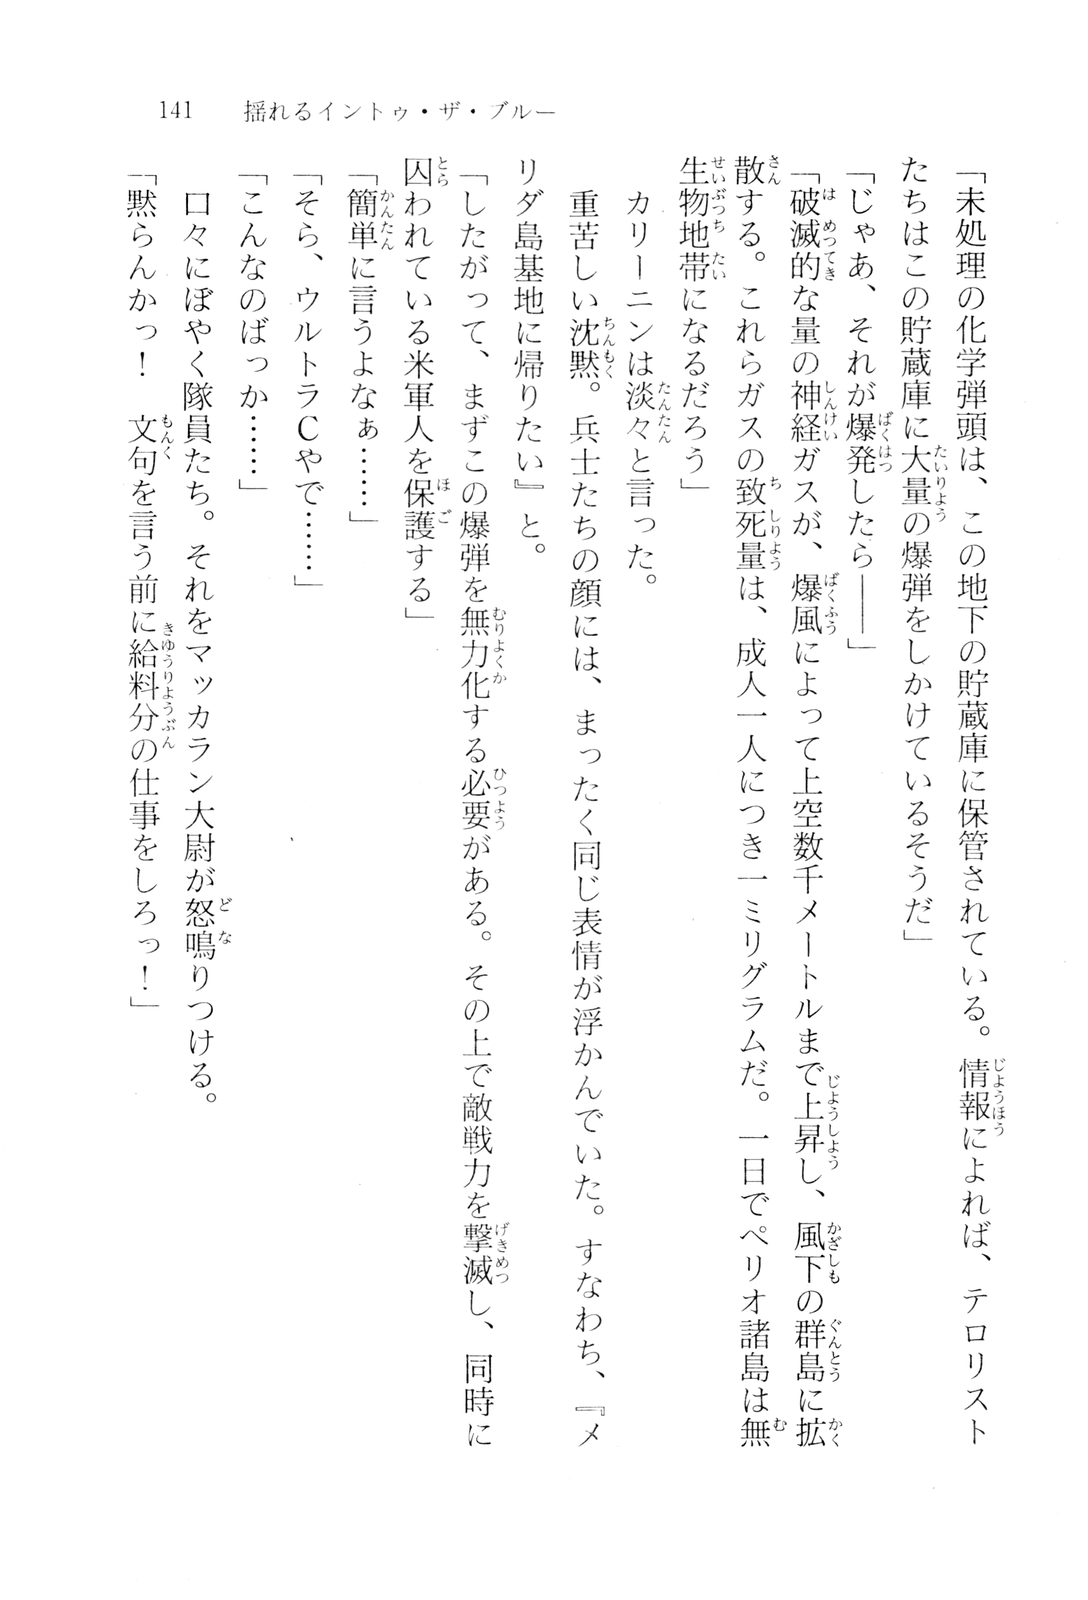 141　揺れるイントゥ・ザ・ブルー
「未処理の化学弾頭は、この地下の貯蔵庫に保管されている。情報によれば、テロリスト
たちはこの貯蔵庫に大量の爆弾をしかけているそうだ」
「じゃあ、それが爆発したら――」
「破滅的な量の神経ガスが、爆風によって上空数千メートルまで上昇し、風下の群島に拡
散する。これらガスの致死量は、成人一人につき一ミリグラムだ。一日でペリオ諸島は無
生物地帯になるだろう」
　カリーニンは淡々と言った。
　重苦しい沈黙。兵士たちの顔には、まったく同じ表情が浮かんでいた。すなわち、『メ
リダ島基地に帰りたい』と。
「したがって、まずこの爆弾を無力化する必要がある。その上で敵戦力を撃滅し、同時に
囚われている米軍人を保護する」
「簡単に言うよなぁ……」
「そら、ウルトラＣやで……」
「こんなのばっか……」
　口々にぼやく隊員たち。それをマッカラン大尉が怒鳴りつける。
「黙らんかっ！　文句を言う前に給料分の仕事をしろっ！」